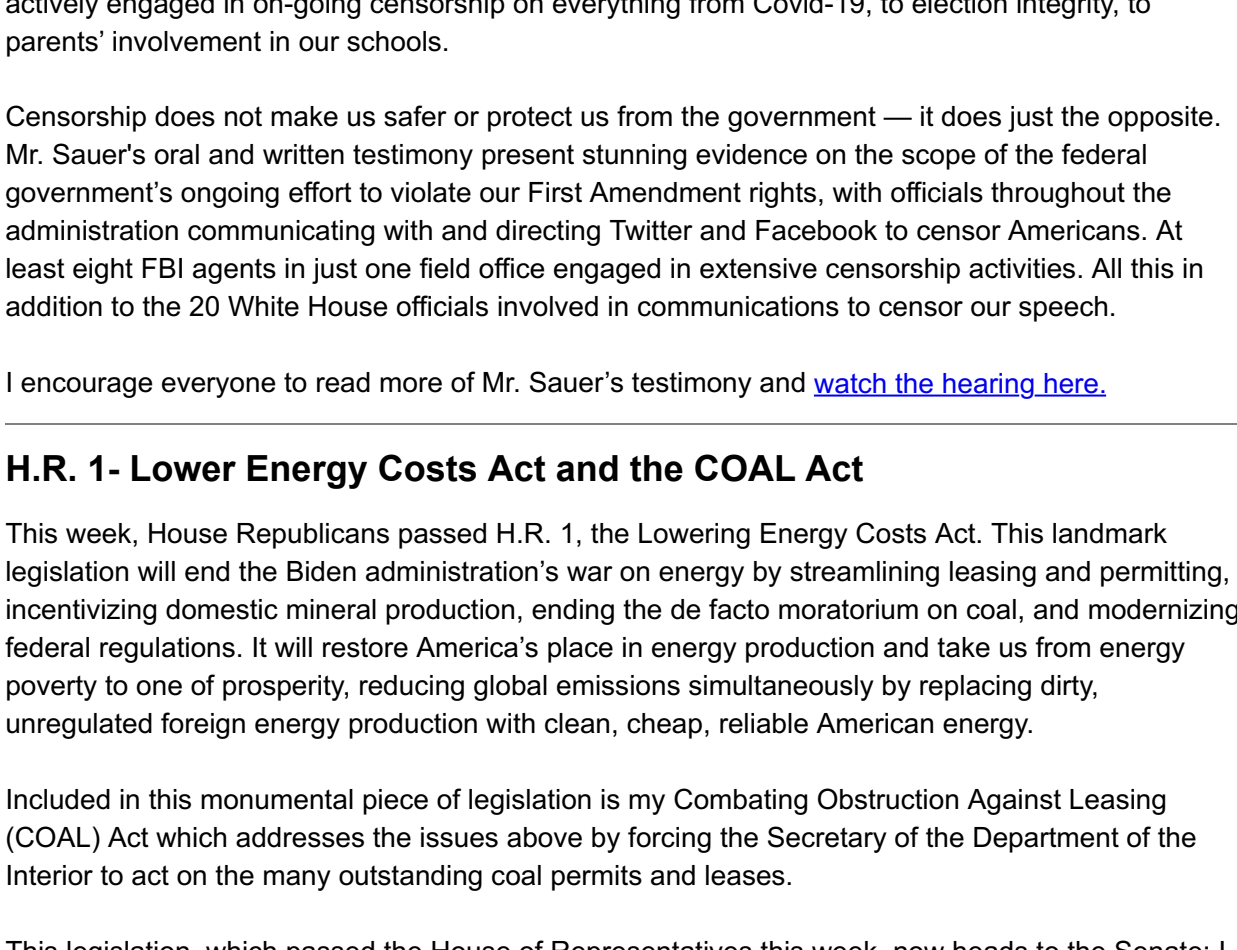 actively engaged in on-going censorship on everything from Covid-19, to election integrity, to
parents’ involvement in our schools.
Censorship does not make us safer or protect us from the government — it does just the opposite.
Mr. Sauer's oral and written testimony present stunning evidence on the scope of the federal
government’s ongoing effort to violate our First Amendment rights, with officials throughout the
administration communicating with and directing Twitter and Facebook to censor Americans. At
least eight FBI agents in just one field office engaged in extensive censorship activities. All this in
addition to the 20 White House officials involved in communications to censor our speech.
I encourage everyone to read more of Mr. Sauer’s testimony and watch the hearing here.
H.R. 1- Lower Energy Costs Act and the COAL Act
This week, House Republicans passed H.R. 1, the Lowering Energy Costs Act. This landmark
legislation will end the Biden administration’s war on energy by streamlining leasing and permitting,
incentivizing domestic mineral production, ending the de facto moratorium on coal, and modernizing
federal regulations. It will restore America’s place in energy production and take us from energy
poverty to one of prosperity, reducing global emissions simultaneously by replacing dirty,
unregulated foreign energy production with clean, cheap, reliable American energy.
Included in this monumental piece of legislation is my Combating Obstruction Against Leasing
(COAL) Act which addresses the issues above by forcing the Secretary of the Department of the
Interior to act on the many outstanding coal permits and leases.
This legislation, which passed the House of Representatives this week, now heads to the Senate; I